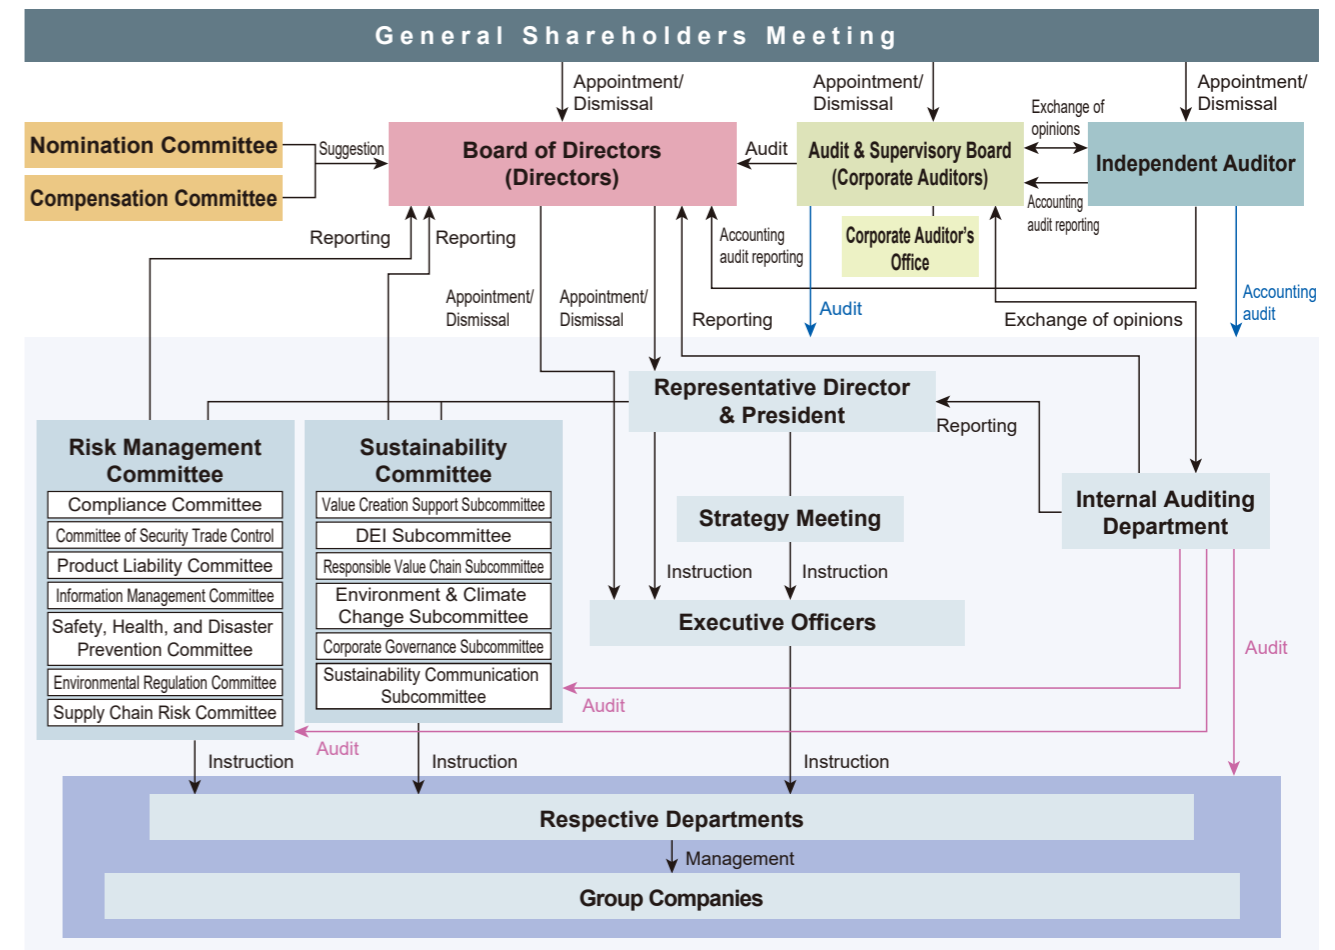 General Shareholders Meeting
Appointment/
Dismissal
Appointment/
Dismissal
Appointment/
Dismissal
Exchange of
opinions
Nomination Committee
Compensation Committee
Suggestion
Board of Directors
(Directors)
Audit
Audit & Supervisory Board
(Corporate Auditors)
Independent Auditor
Accounting
audit reporting
Corporate Auditor's
Office
Reporting
Reporting
Accounting
audit reporting
Appointment/
Dismissal
Appointment/
Dismissal
Reporting
Audit
Exchange of opinions
Accounting
audit
Representative Director
& President
Reporting
Risk Management
Committee
Compliance Committee
Committee of Security Trade Control
Product Liability Committee
Information Management Committee
Safety, Health, and Disaster
Prevention Committee
Environmental Regulation Committee
Supply Chain Risk Committee
Sustainability
Committee
Value Creation Support Subcommittee
DEI Subcommittee
Responsible Value Chain Subcommittee
Environment & Climate
Change Subcommittee
Corporate Governance Subcommittee
Sustainability Communication
Subcommittee
Strategy Meeting
Internal Auditing
Department
Instruction
Instruction
Executive Officers
Audit
Audit
Audit
Instruction
Instruction
Instruction
Respective Departments
Management
Group Companies